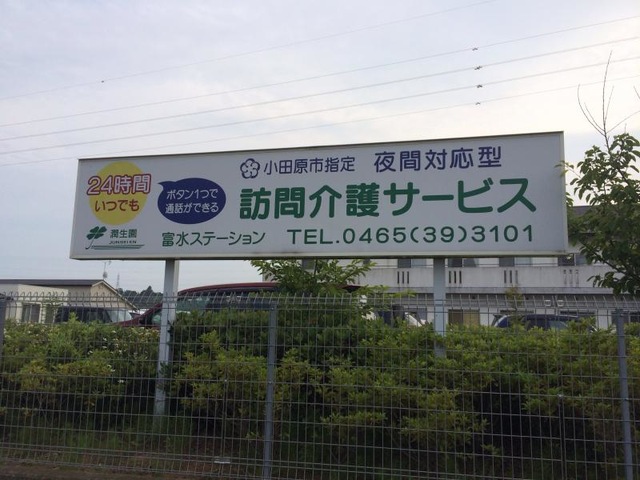 24時間
いつでも
ボタン1つで
通話ができる
小田原市指定 夜間対応型
訪問介護サービス
潤生園
JUNSEI EN
富水ステーション TEL.0465(39)3101